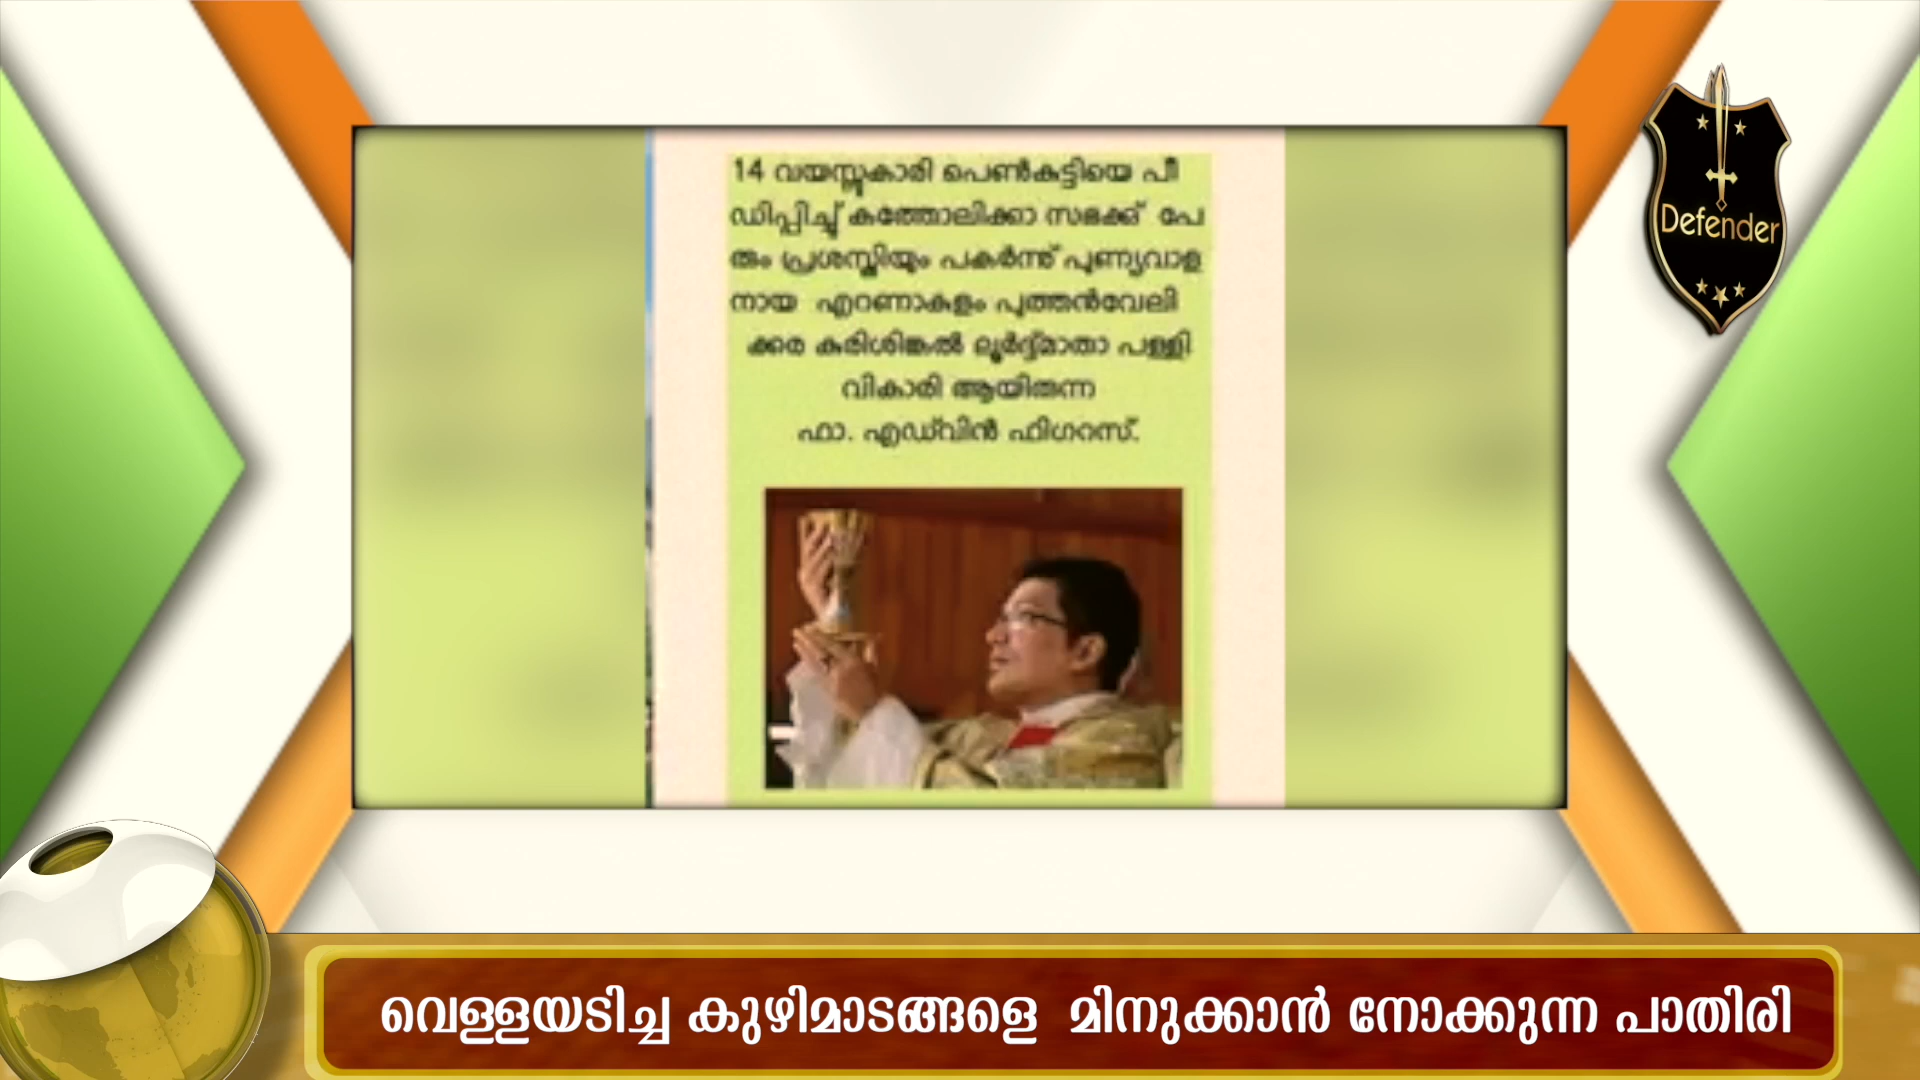 14 വയസ്സുകാരി പെൺകുട്ടിയെ പീ
ഡിപ്പിച്ച് കത്തോലിക്കാ സഭക്ക് പേ
രും പ്രശസ്തിയും പകർന്ന് പുണ്യവാള
നായ എറണാകുളം പുത്തൻവേലി
ക്കര കുരിശിങ്കൽ ലൂർദ്ദ്മാതാ പള്ളി
വികാരി ആയിരുന്ന
ഫാ. എഡ്‌വിൻ ഫിഗറസ്.
Defender
വെള്ളയടിച്ച കുഴിമാടങ്ങളെ മിനുക്കാൻ നോക്കുന്ന പാതിരി